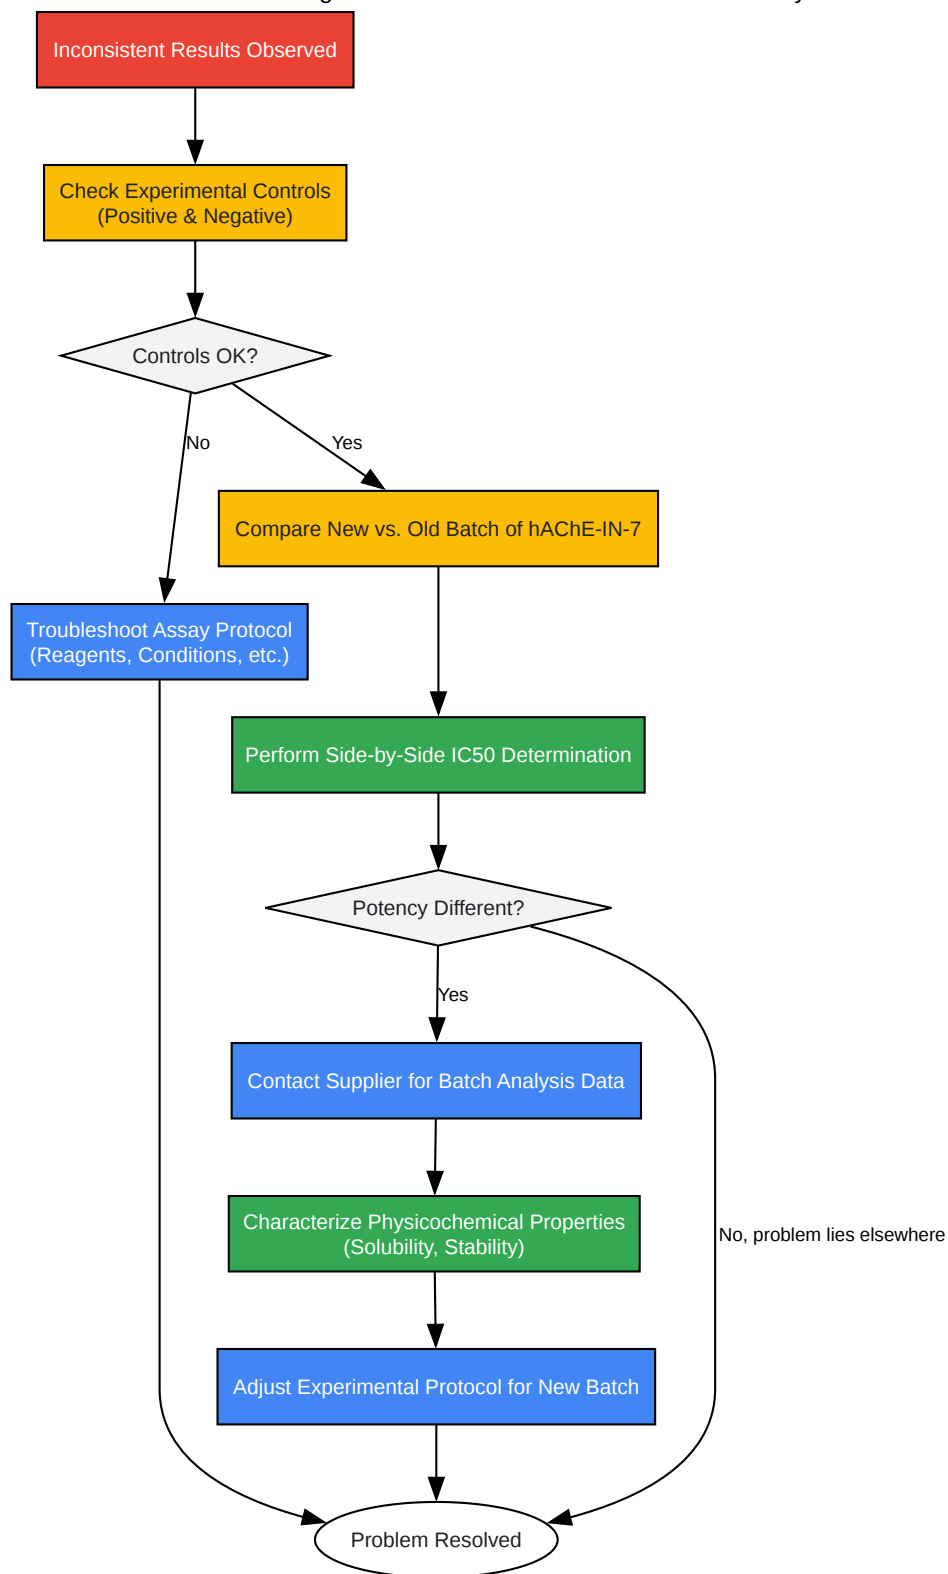 Inconsistent Results Observed
Check Experimental Controls
(Positive & Negative)
Controls OK?
No
Yes
Compare New vs. Old Batch of hAChE-IN-7
Troubleshoot Assay Protocol
(Reagents, Conditions, etc.)
Perform Side-by-Side IC50 Determination
Potency Different?
Yes
Contact Supplier for Batch Analysis Data
Characterize Physicochemical Properties
(Solubility, Stability)
No, problem lies elsewhere
Adjust Experimental Protocol for New Batch
Problem Resolved